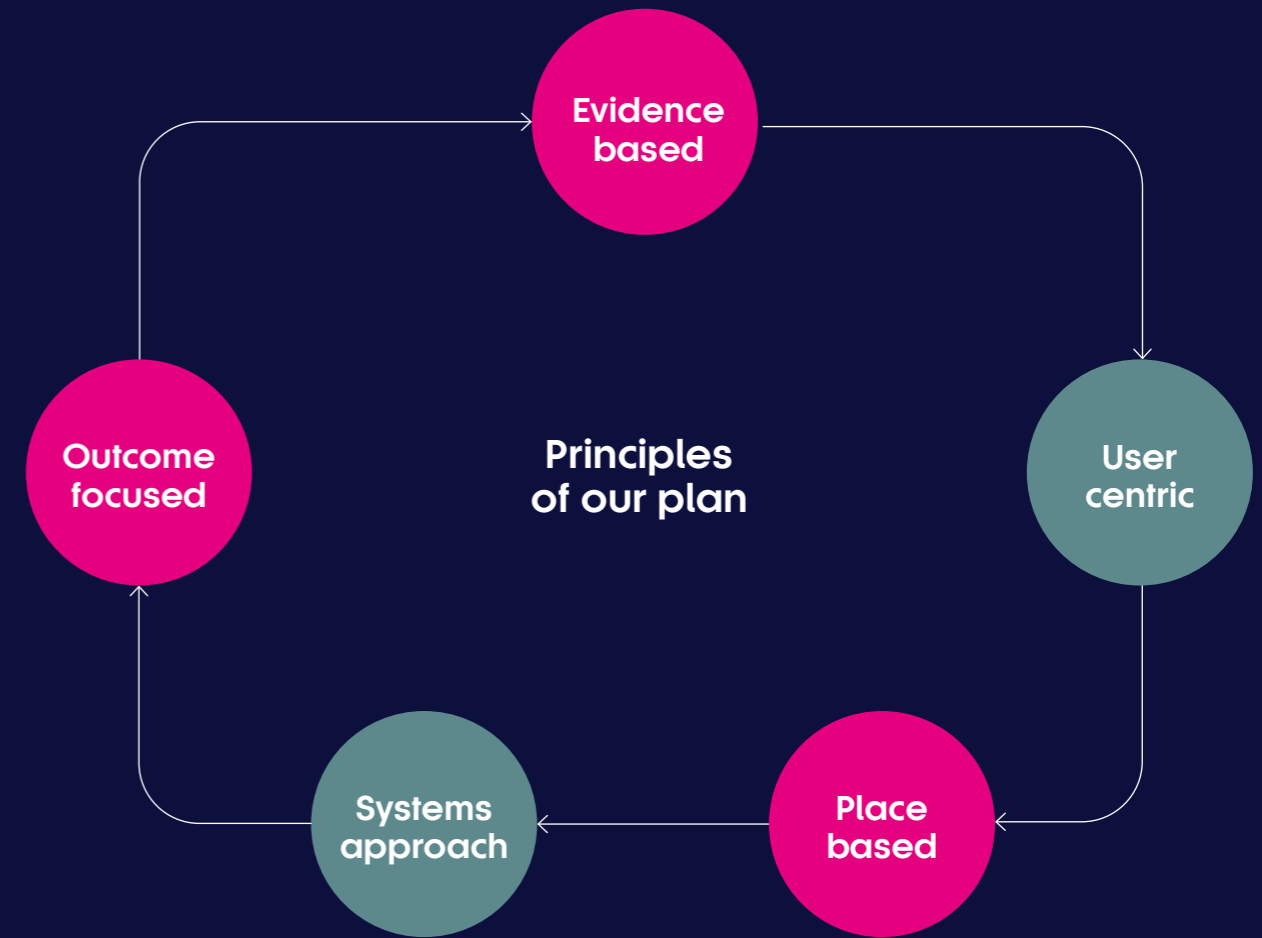 Evidence
based
User
centric
Place
based
Systems
approach
Outcome
focused
Principles
of our plan